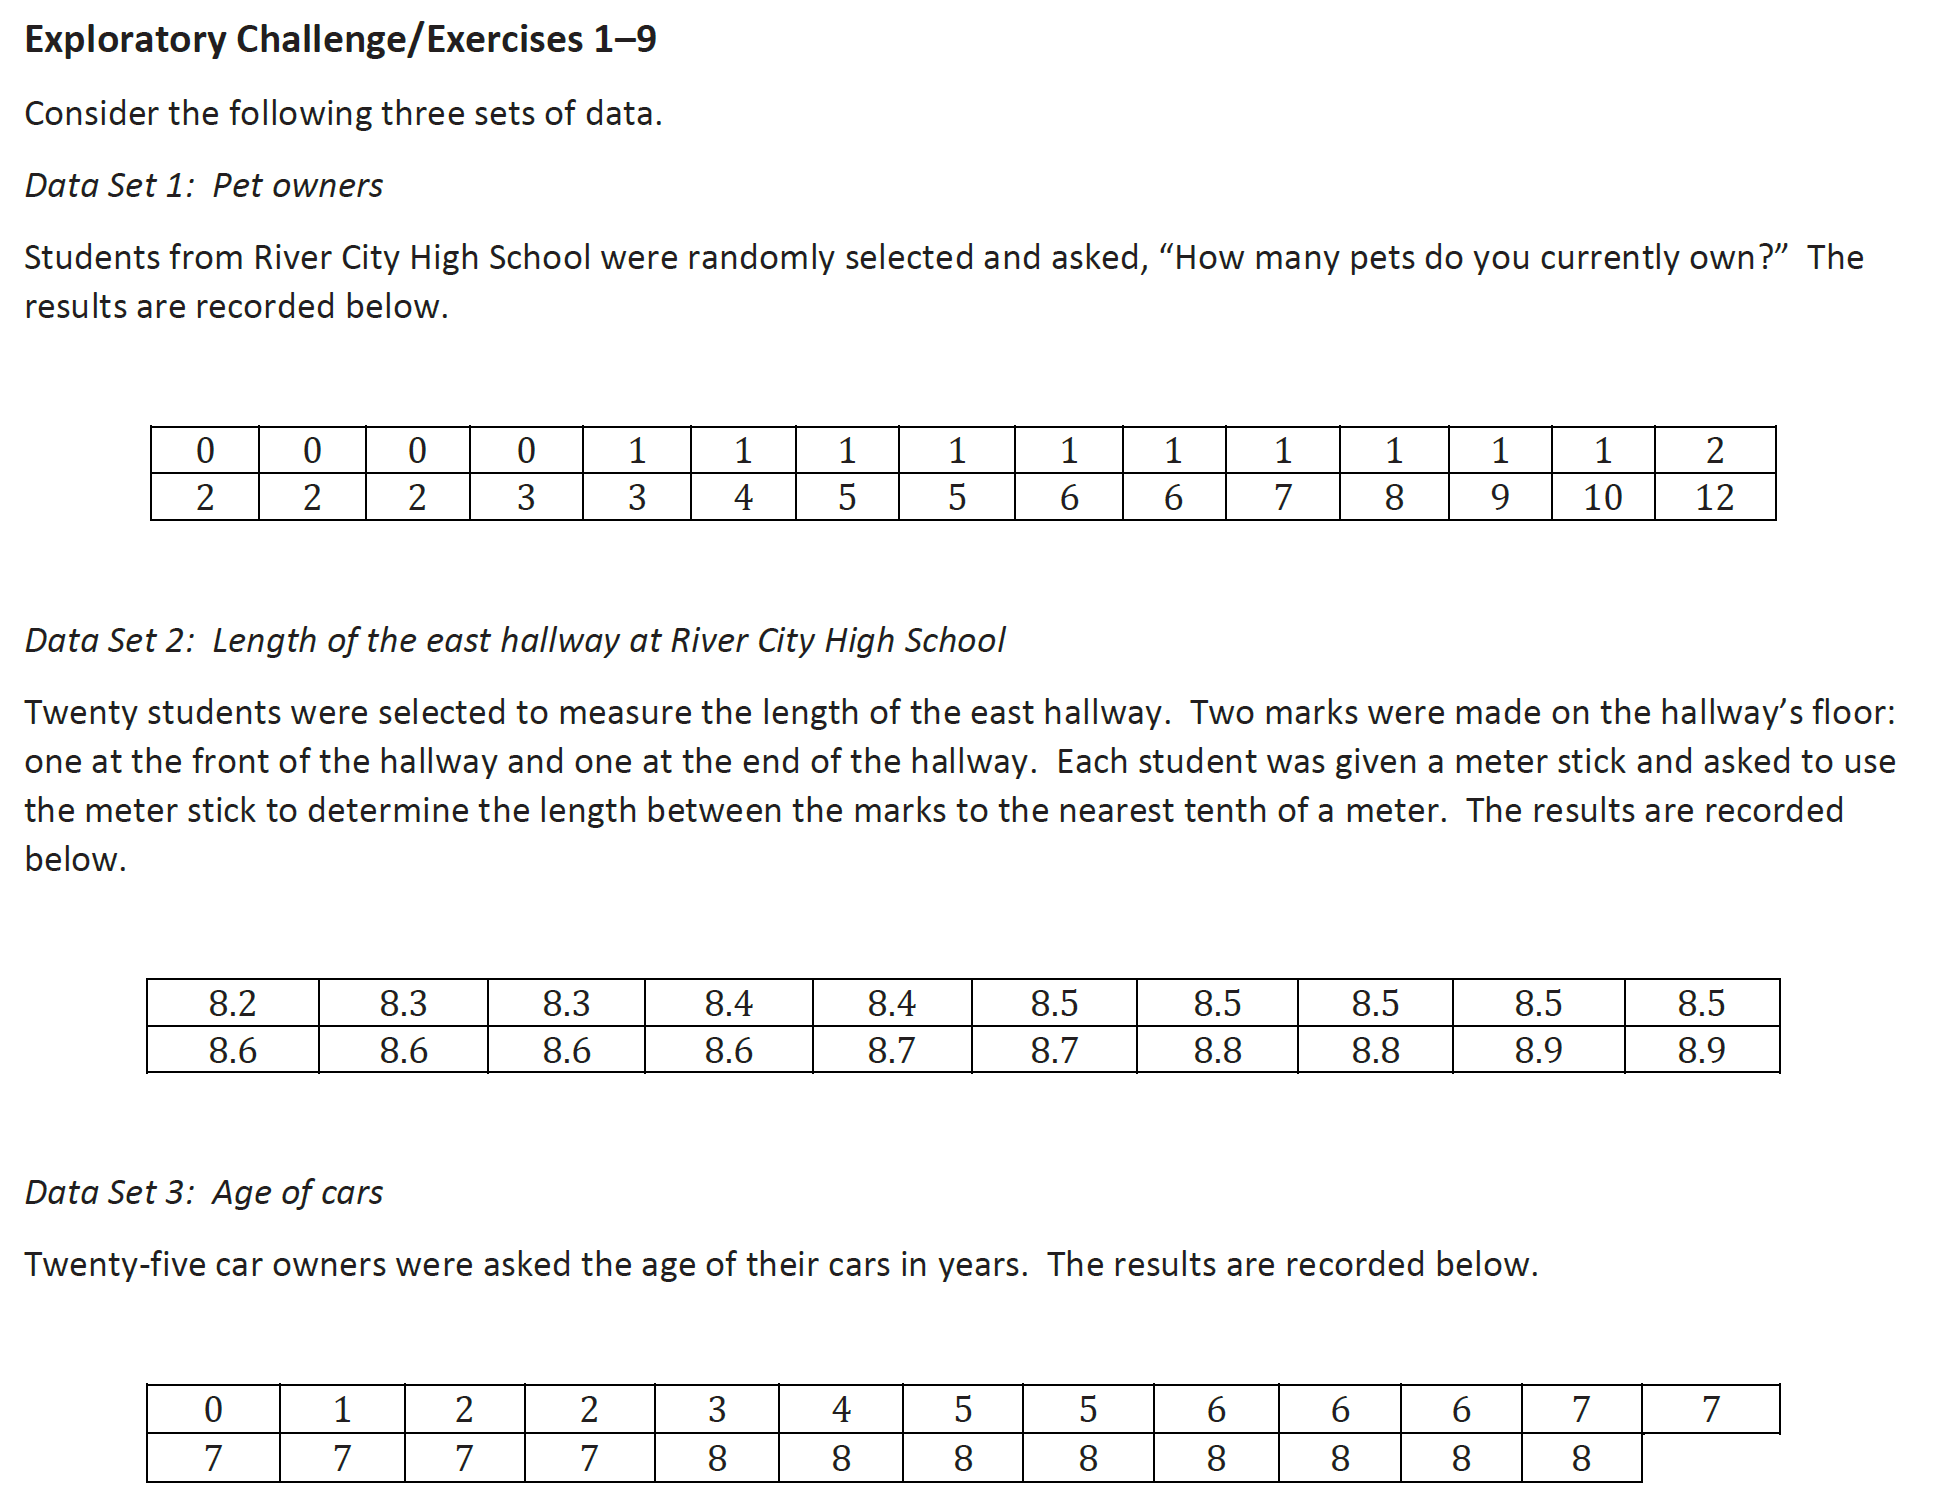 Exploratory Challenge/Exercises 1–9
Consider the following three sets of data.
Data Set 1: Pet owners
Students from River City High School were randomly selected and asked, “How many pets do you currently own?” The
results are recorded below.
0 0 0 0 1 1 1 1 1 1 1 1 1 1 2
2 2 2 3 3 4 5 5 6 6 7 8 9 10 12
Data Set 2: Length of the east hallway at River City High School
Twenty students were selected to measure the length of the east hallway. Two marks were made on the hallway’s floor:
one at the front of the hallway and one at the end of the hallway. Each student was given a meter stick and asked to use
the meter stick to determine the length between the marks to the nearest tenth of a meter. The results are recorded
below.
8.2 8.3 8.3 8.4 8.4 8.5 8.5 8.5 8.5 8.5
8.6 8.6 8.6 8.6 8.7 8.7 8.8 8.8 8.9 8.9
Data Set 3: Age of cars
Twenty-five car owners were asked the age of their cars in years. The results are recorded below.
0 1 2 2 3 4 5 5 6 6 6 7 7
7 7 7 7 8 8 8 8 8 8 8 8